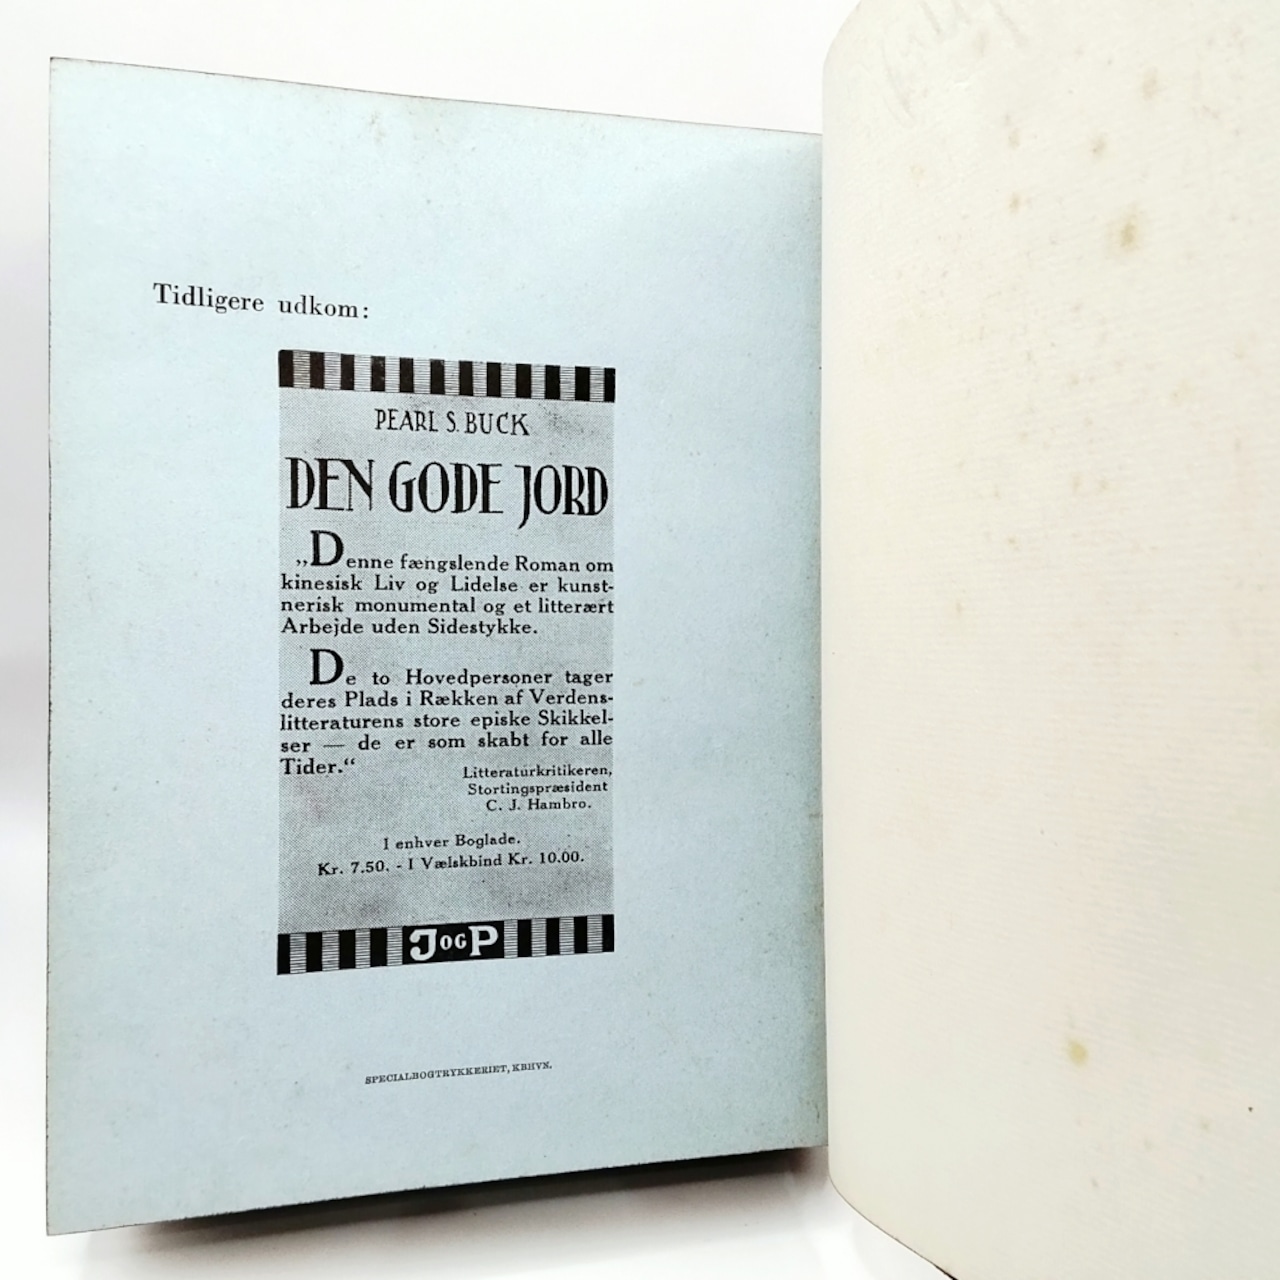 Tidligere udkom:
PEARL S. BUCK
DEN GODE JORD
„Denne fængslende Roman om
kinesisk Liv og Lidelse er kunst-
nerisk monumental og et litterært
Arbejde uden Sidestykke.
De to Hovedpersoner tager
deres Plads i Rækken af Verdens-
litteraturens store episke Skikkel-
ser — de er som skabt for alle
Tider.“
Litteraturkritikeren,
Stortingspræsident
C. J. Hambro.
I enhver Boglade.
Kr. 7.50. - I Vælskbind Kr. 10.00.
J OG P
SPECIALBOGTRYKKERIET, KBHVN.